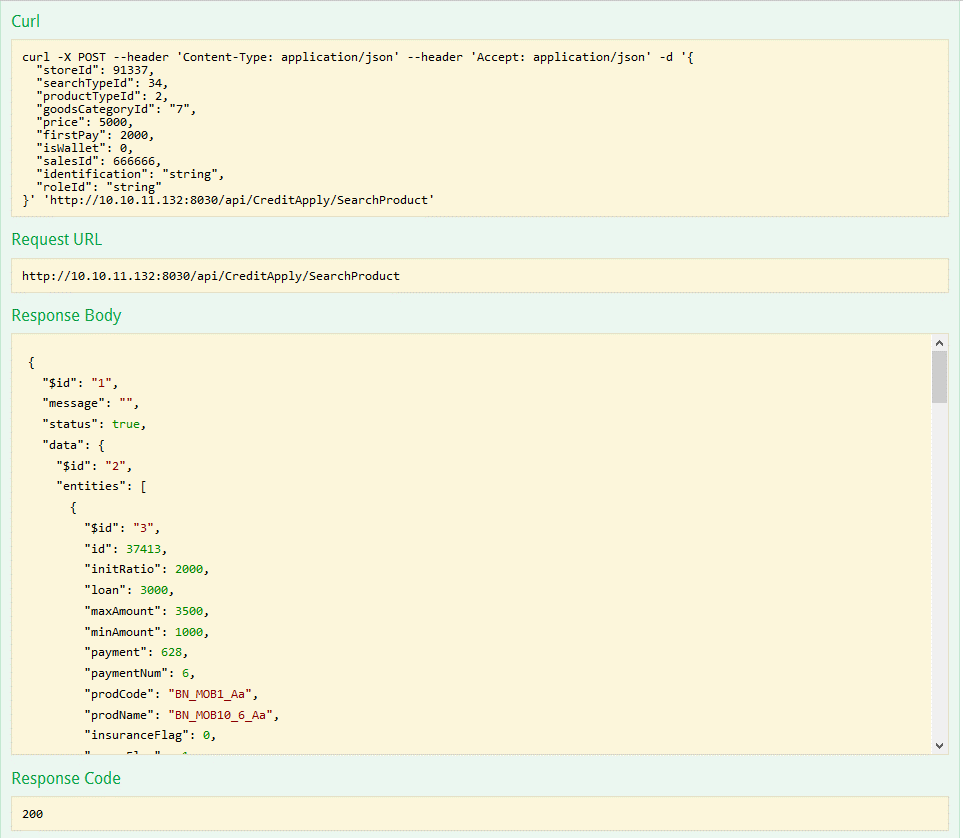 Curl
curl -X POST --header 'Content-Type: application/json' --header 'Accept: application/json' -d '{
  "storeId": 91337,
  "searchTypeId": 34,
  "productTypeId": 2,
  "goodsCategoryId": "7",
  "price": 5000,
  "firstPay": 2000,
  "isWallet": 0,
  "salesId": 666666,
  "identification": "string",
  "roleId": "string"
}' 'http://10.10.11.132:8030/api/CreditApply/SearchProduct'
Request URL
http://10.10.11.132:8030/api/CreditApply/SearchProduct
Response Body
{
  "$id": "1",
  "message": "",
  "status": true,
  "data": {
    "$id": "2",
    "entities": [
      {
        "$id": "3",
        "id": 37413,
        "initRatio": 2000,
        "loan": 3000,
        "maxAmount": 3500,
        "minAmount": 1000,
        "payment": 628,
        "paymentNum": 6,
        "prodCode": "BN_MOB1_Aa",
        "prodName": "BN_MOB10_6_Aa",
        "insuranceFlag": 0,
Response Code
200